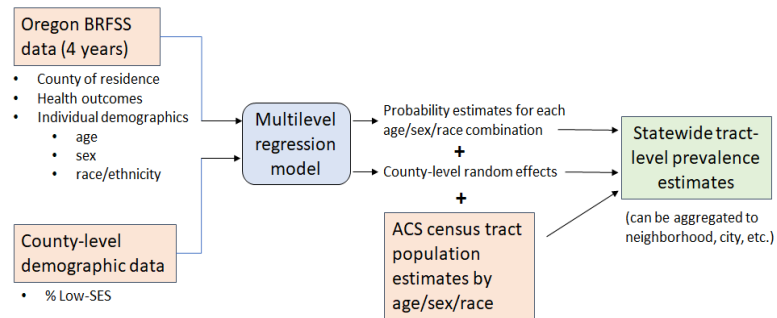 Oregon BRFSS
data (4 years)
• County of residence
• Health outcomes
• Individual demographics
• age
• sex
• race/ethnicity
County-level
demographic data
• % Low-SES
Multilevel
regression
model
Probability estimates for each
age/sex/race combination
+
County-level random effects
+
ACS census tract
population
estimates by
age/sex/race
Statewide tract-
level prevalence
estimates
(can be aggregated to
neighborhood, city, etc.)